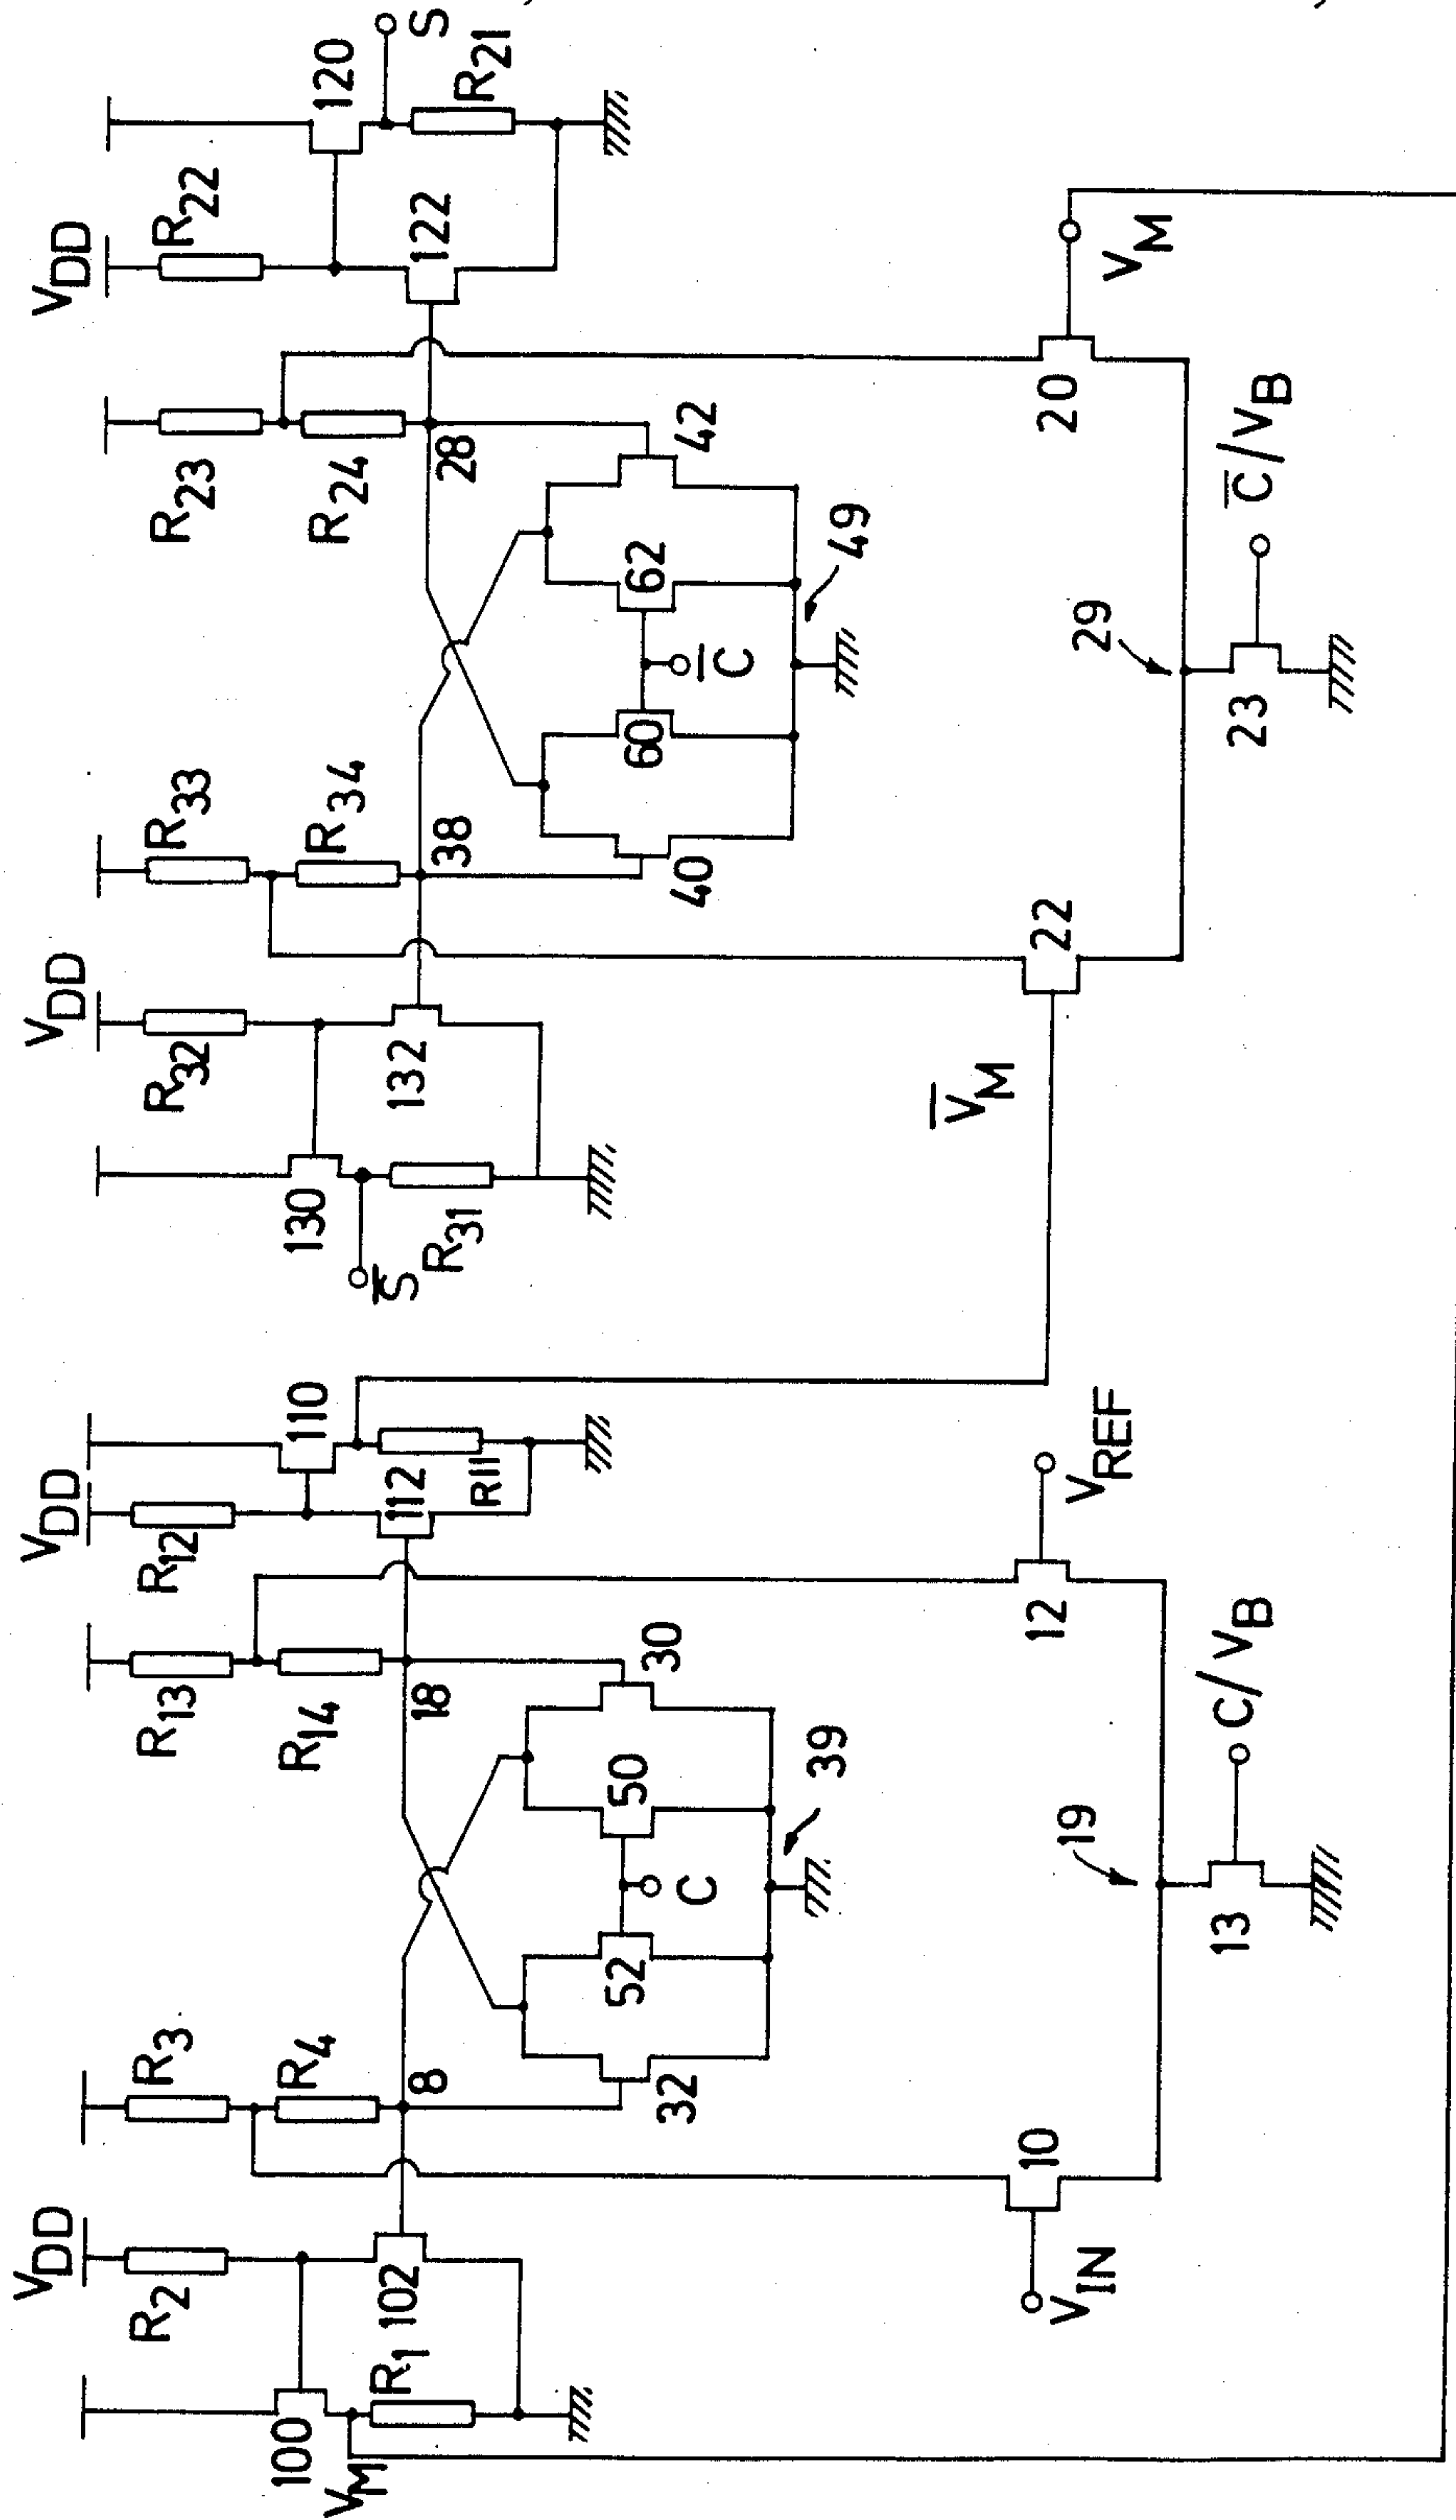 VDD
R22
120
S
R21
122
R23
R24
28
42
62
C̅
60
49
40
38
R33
R34
VDD
R32
132
130
S̅
R31
20
VM
C̅/VB
29
23
22
V̅M
VDD
R12
110
112
R11
R13
R14
18
30
50
C
52
39
32
8
R3
R4
VDD
R2
102
100
R1
VM
12
VREF
C/VB
19
13
10
VIN